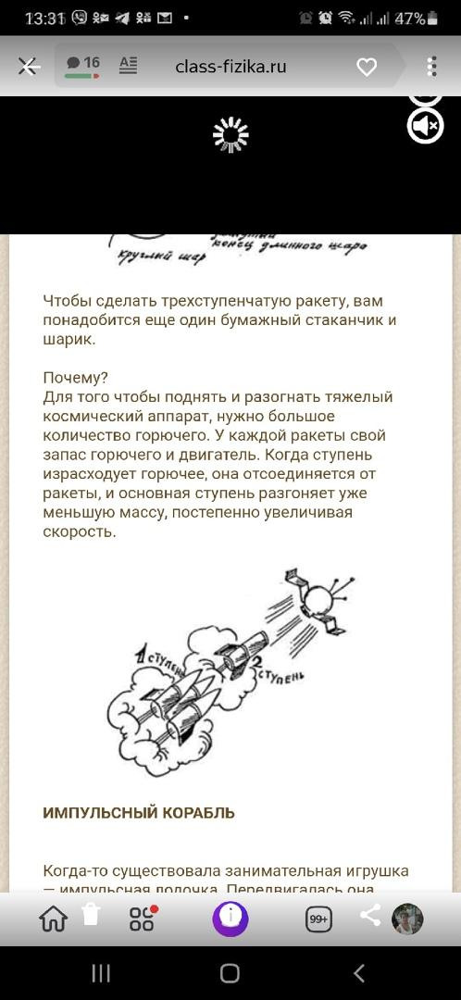 13:31
47%
16
class-fizika.ru
конец длинного шара
круглый шар
Чтобы сделать трехступенчатую ракету, вам
понадобится еще один бумажный стаканчик и
шарик.
Почему?
Для того чтобы поднять и разогнать тяжелый
космический аппарат, нужно большое
количество горючего. У каждой ракеты свой
запас горючего и двигатель. Когда ступень
израсходует горючее, она отсоединяется от
ракеты, и основная ступень разгоняет уже
меньшую массу, постепенно увеличивая
скорость.
1 ступень
2 ступень
ИМПУЛЬСНЫЙ КОРАБЛЬ
Когда-то существовала занимательная игрушка
— импульсная лодочка. Передвигалась она
99+